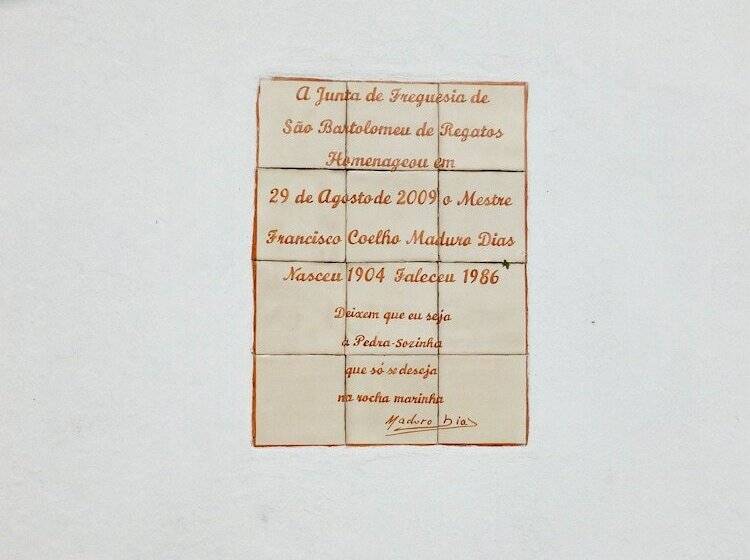 A Junta de Freguesia de
São Bartolomeu de Regatos
Homenageou em
29 de Agosto de 2009 o Mestre
Francisco Coelho Maduro Dias
Nasceu 1904 Faleceu 1986
Deixem que eu seja
a Pedra-Sozinha
que só se deseja
na rocha marinha
Maduro Dias